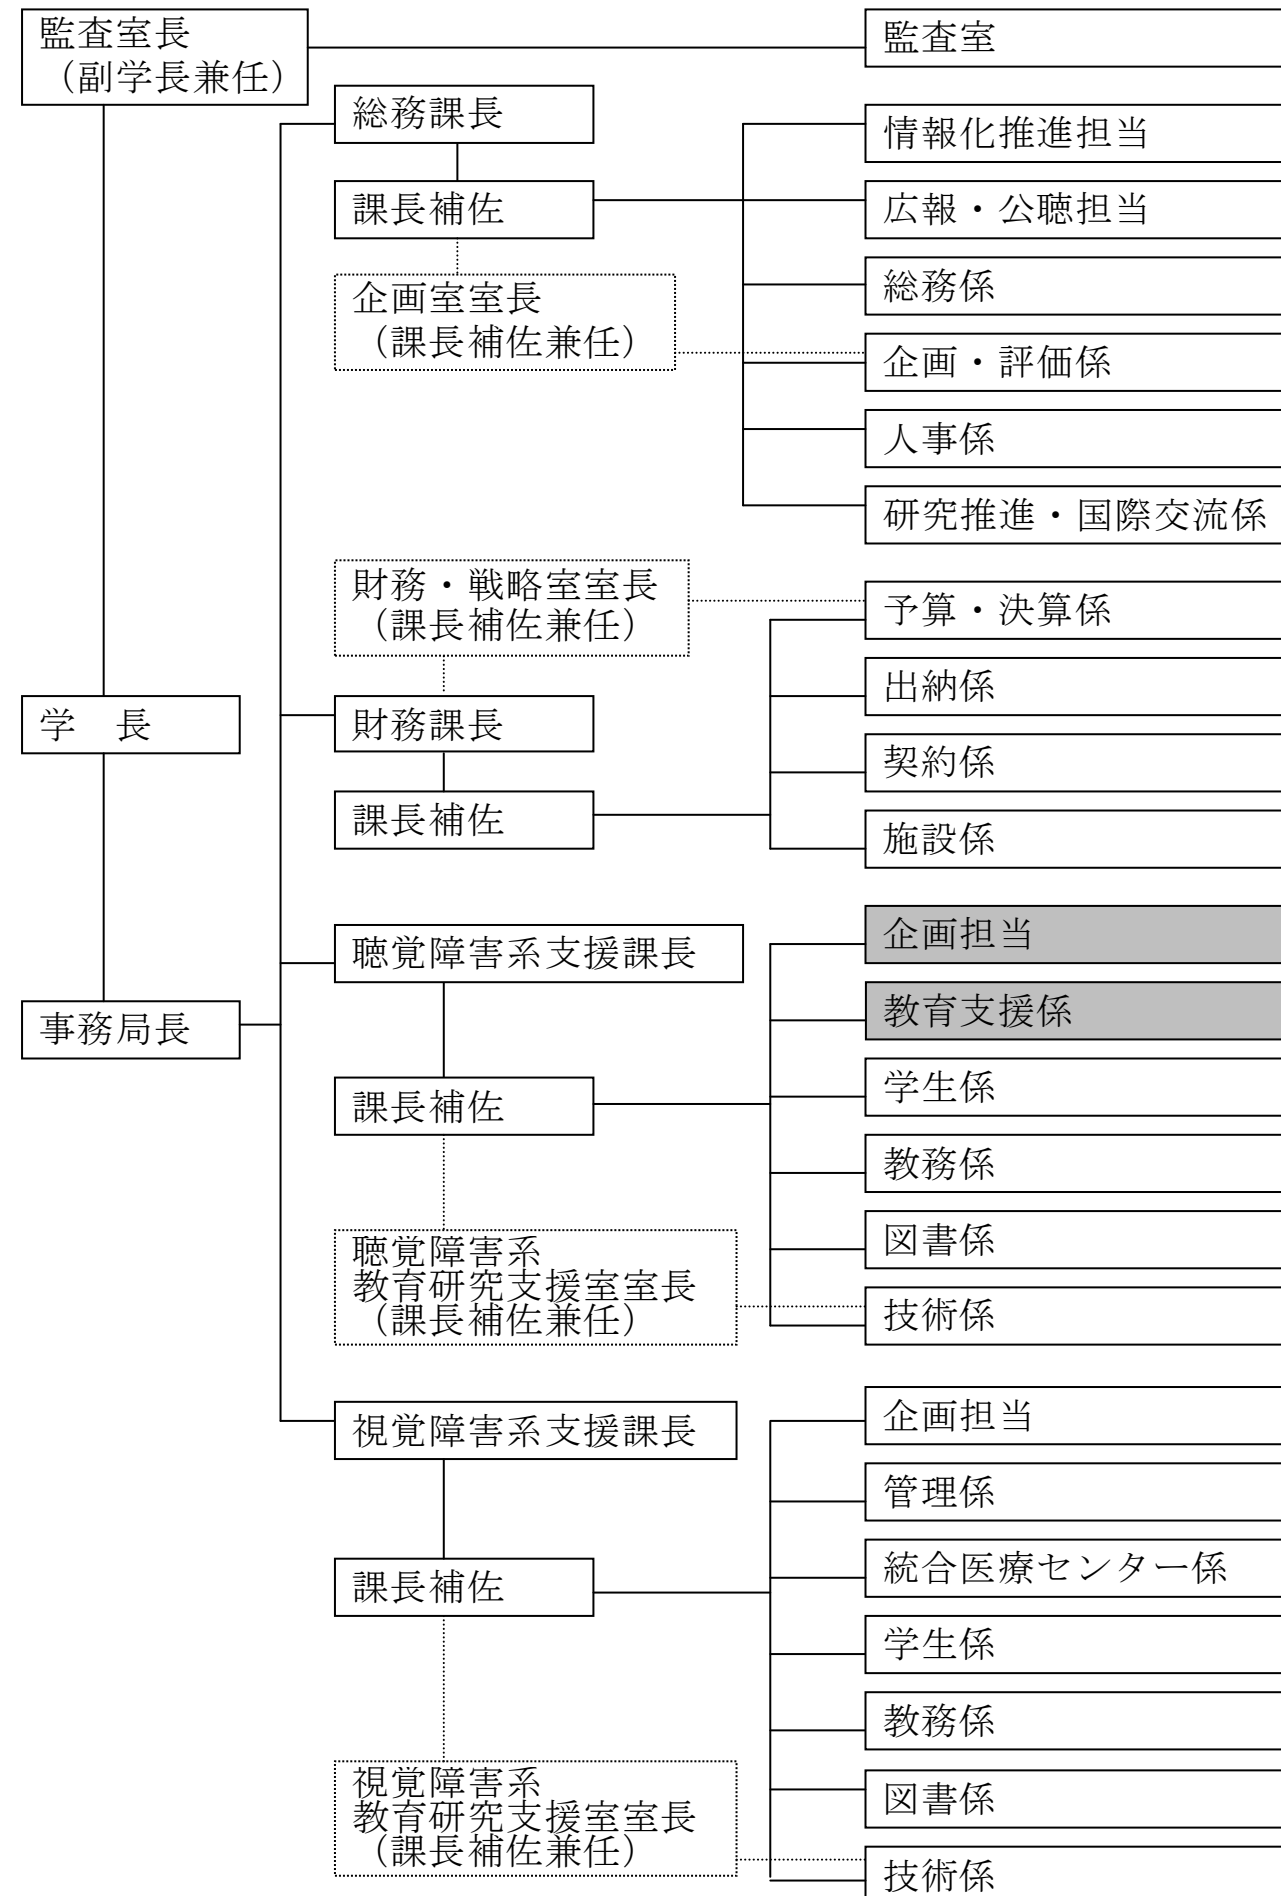 監査室長
（副学長兼任）
監査室
総務課長
課長補佐
企画室室長
（課長補佐兼任）
情報化推進担当
広報・公聴担当
総務係
企画・評価係
人事係
研究推進・国際交流係
財務・戦略室室長
（課長補佐兼任）
学　長
財務課長
課長補佐
予算・決算係
出納係
契約係
施設係
事務局長
聴覚障害系支援課長
課長補佐
聴覚障害系
教育研究支援室室長
（課長補佐兼任）
企画担当
教育支援係
学生係
教務係
図書係
技術係
視覚障害系支援課長
課長補佐
視覚障害系
教育研究支援室室長
（課長補佐兼任）
企画担当
管理係
統合医療センター係
学生係
教務係
図書係
技術係